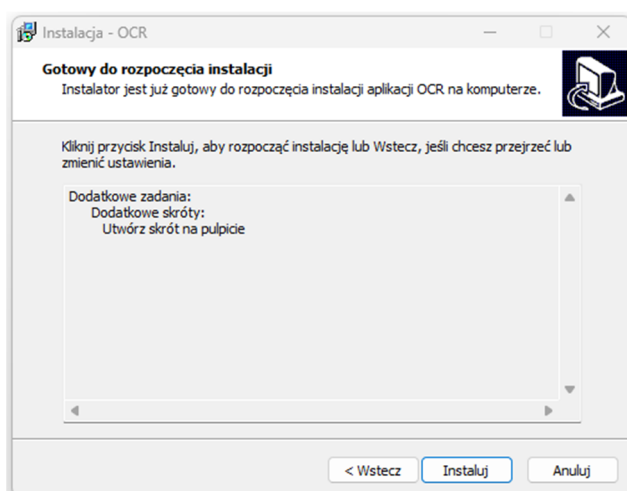 Instalacja - OCR
Gotowy do rozpoczęcia instalacji
Instalator jest już gotowy do rozpoczęcia instalacji aplikacji OCR na komputerze.
Kliknij przycisk Instaluj, aby rozpocząć instalację lub Wstecz, jeśli chcesz przejrzeć lub
zmienić ustawienia.
Dodatkowe zadania:
Dodatkowe skróty:
Utwórz skrót na pulpicie
< Wstecz
Instaluj
Anuluj